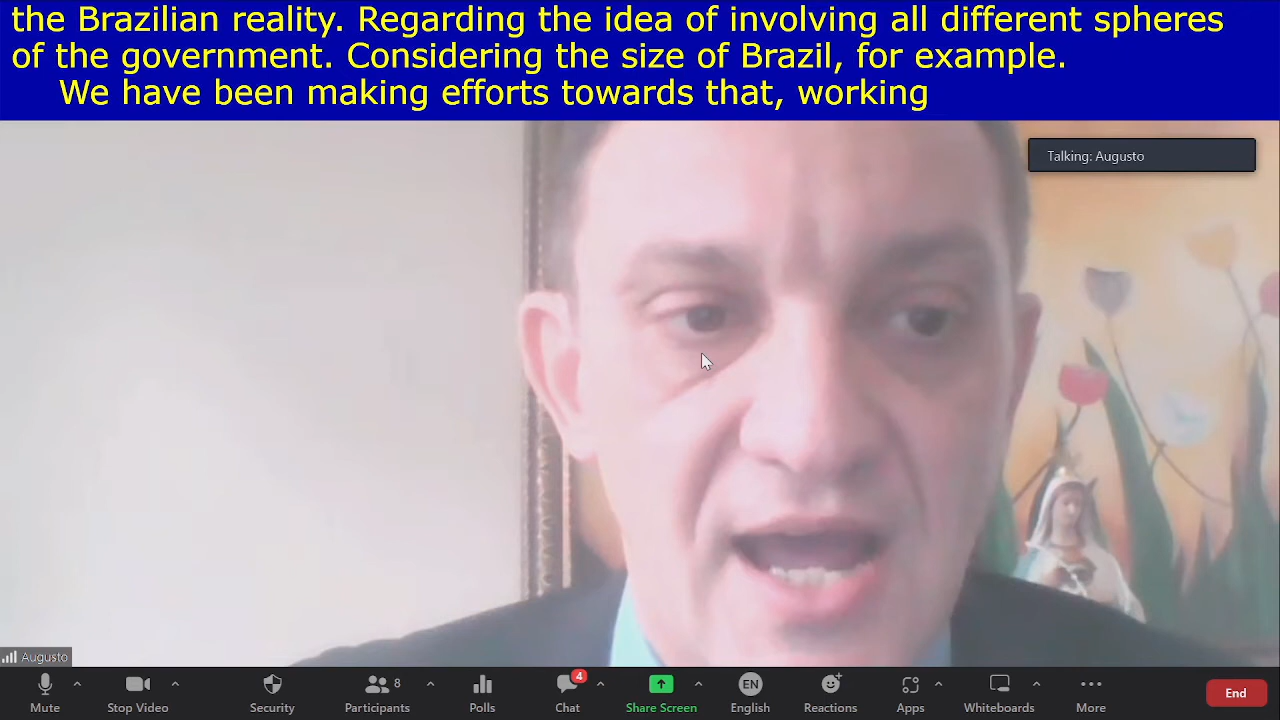 the Brazilian reality. Regarding the idea of involving all different spheres
of the government. Considering the size of Brazil, for example.
We have been making efforts towards that, working
Talking: Augusto
Augusto
Mute
Stop Video
Security
8
Participants
Polls
4
Chat
Share Screen
EN
English
Reactions
Apps
Whiteboards
More
End